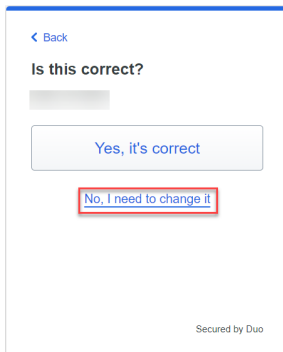 Back
Is this correct?
Yes, it's correct
No, I need to change it
Secured by Duo